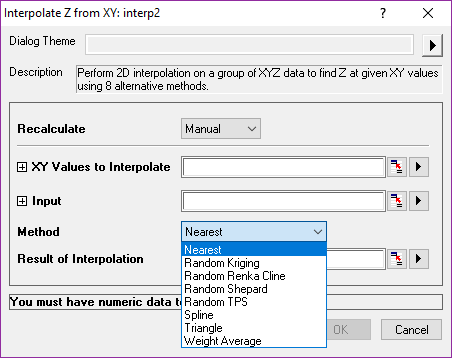 Interpolate Z from XY: interp2
Dialog Theme
Description
Perform 2D interpolation on a group of XYZ data to find Z at given XY values
using 8 alternative methods.
Recalculate
Manual
XY Values to Interpolate
Input
Method
Nearest
Nearest
Random Kriging
Random Renka Cline
Random Shepard
Random TPS
Spline
Triangle
Weight Average
Result of Interpolation
You must have numeric data
OK
Cancel